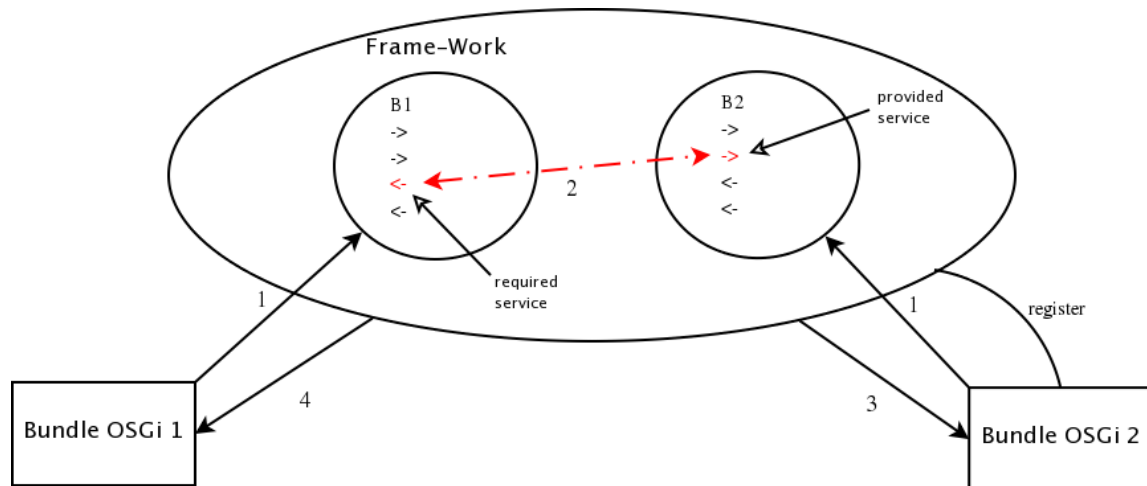 Frame-Work
B1
->
->
<-
<-
B2
->
->
<-
<-
provided
service
2
required
service
1
1
register
4
3
Bundle OSGi 1
Bundle OSGi 2